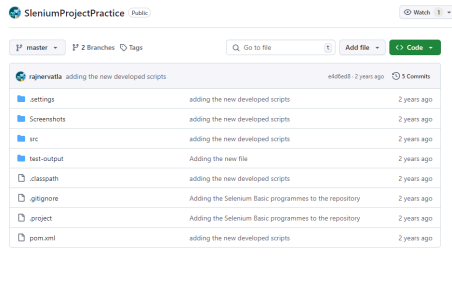 SleniumProjectPractice Public Watch 1
master 2 Branches Tags Go to file t Add file <> Code
rajnervatla adding the new developed scripts e4d6ed8 · 2 years ago 5 Commits
.settings adding the new developed scripts 2 years ago
Screenshots adding the new developed scripts 2 years ago
src adding the new developed scripts 2 years ago
test-output Adding the new file 2 years ago
.classpath adding the new developed scripts 2 years ago
.gitignore Adding the Selenium Basic programmes to the repository 2 years ago
.project Adding the Selenium Basic programmes to the repository 2 years ago
pom.xml adding the new developed scripts 2 years ago